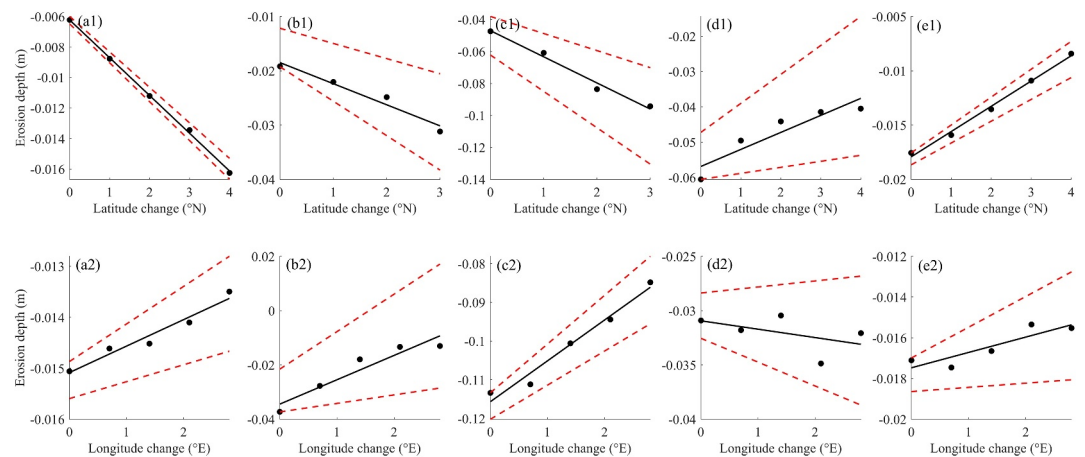 (a1) (b1) (c1) (d1) (e1)
-0.006
-0.008
-0.01
-0.012
-0.014
-0.016
Erosion depth (m)
0 1 2 3 4
Latitude change (°N)
-0.01
-0.02
-0.03
-0.04
0 1 2 3
Latitude change (°N)
-0.04
-0.06
-0.08
-0.1
-0.12
-0.14
0 1 2 3
Latitude change (°N)
-0.03
-0.04
-0.05
-0.06
0 1 2 3 4
Latitude change (°N)
-0.005
-0.01
-0.015
-0.02
0 1 2 3 4
Latitude change (°N)
(a2) (b2) (c2) (d2) (e2)
-0.013
-0.014
-0.015
-0.016
Erosion depth (m)
0 1 2
Longitude change (°E)
0.02
0
-0.02
-0.04
0 1 2
Longitude change (°E)
-0.08
-0.09
-0.1
-0.11
-0.12
0 1 2
Longitude change (°E)
-0.025
-0.03
-0.035
-0.04
0 1 2
Longitude change (°E)
-0.012
-0.014
-0.016
-0.018
-0.02
0 1 2
Longitude change (°E)